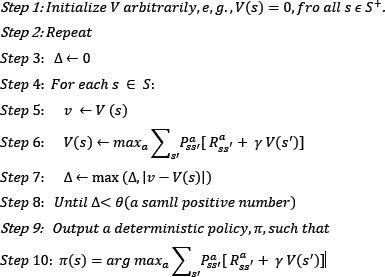 Step 1: Initialize V arbitrarily, e, g. , V(s) = 0, fro all s ϵ S⁺.
Step 2: Repeat
Step 3: Δ ← 0
Step 4: For each s ∈ S:
Step 5: v ← V (s)
Step 6: V(s) ← maxₐ ∑ₛ′ Pᵃₛₛ′[ Rᵃₛₛ′ + γ V(s′)]
Step 7: Δ ← max (Δ, |v − V(s)|)
Step 8: Until Δ< θ(a samll positive number)
Step 9: Output a deterministic policy, π, such that
Step 10: π(s) = arg maxₐ ∑ₛ′ Pᵃₛₛ′[ Rᵃₛₛ′ + γ V(s′)]